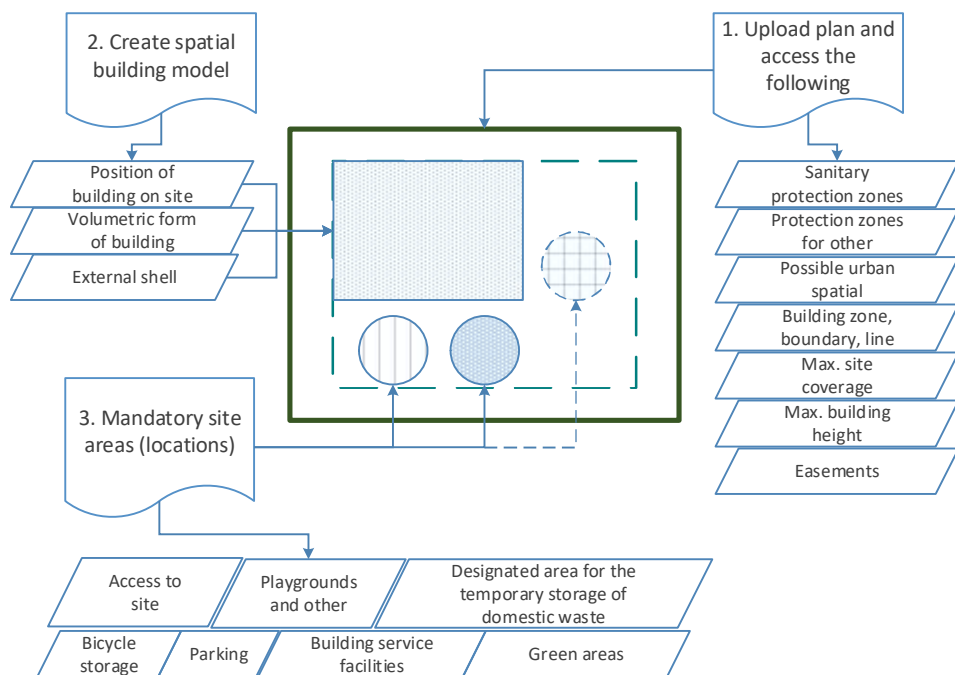 2. Create spatial
building model
1. Upload plan and
access the
following
Position of
building on site
Volumetric form
of building
External shell
Sanitary
protection zones
Protection zones
for other
Possible urban
spatial
Building zone,
boundary, line
Max. site
coverage
Max. building
height
Easements
3. Mandatory site
areas (locations)
Access to
site
Playgrounds
and other
Designated area for the
temporary storage of
domestic waste
Bicycle
storage
Parking
Building service
facilities
Green areas